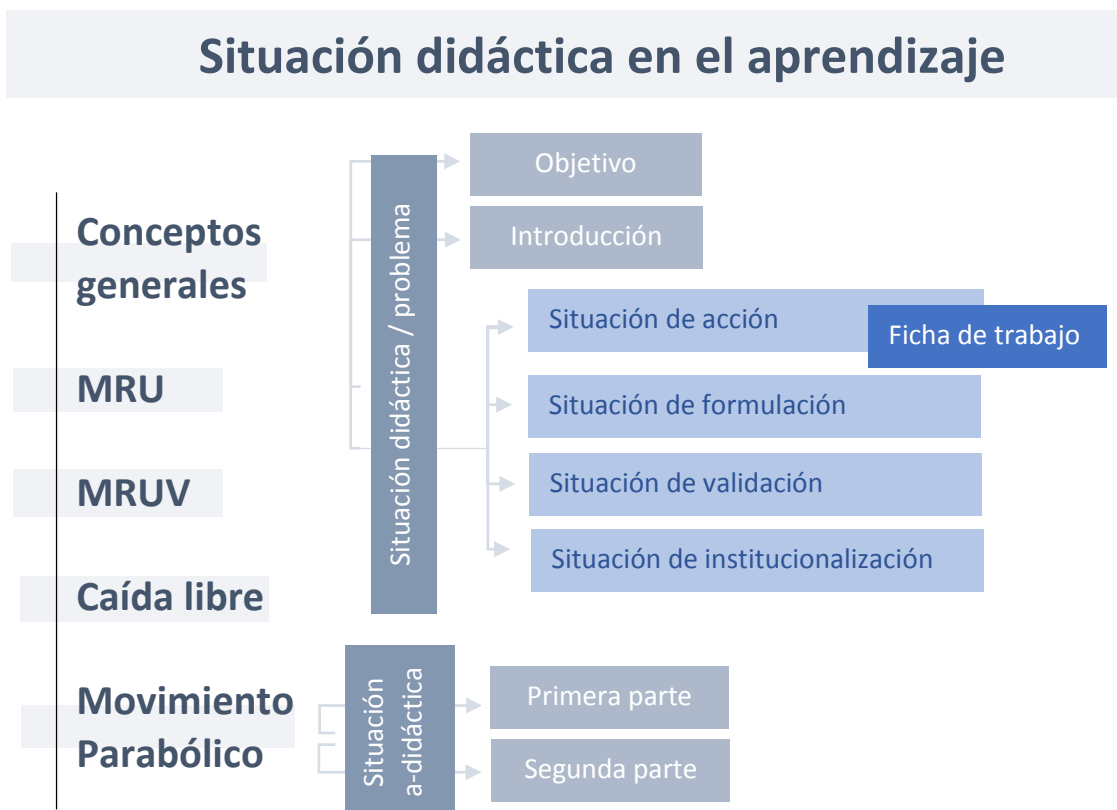 Situación didáctica en el aprendizaje
Conceptos
generales
MRU
MRUV
Caída libre
Movimiento
Parabólico
Situación didáctica / problema
Objetivo
Introducción
Situación de acción
Ficha de trabajo
Situación de formulación
Situación de validación
Situación de institucionalización
Situación
a-didáctica
Primera parte
Segunda parte